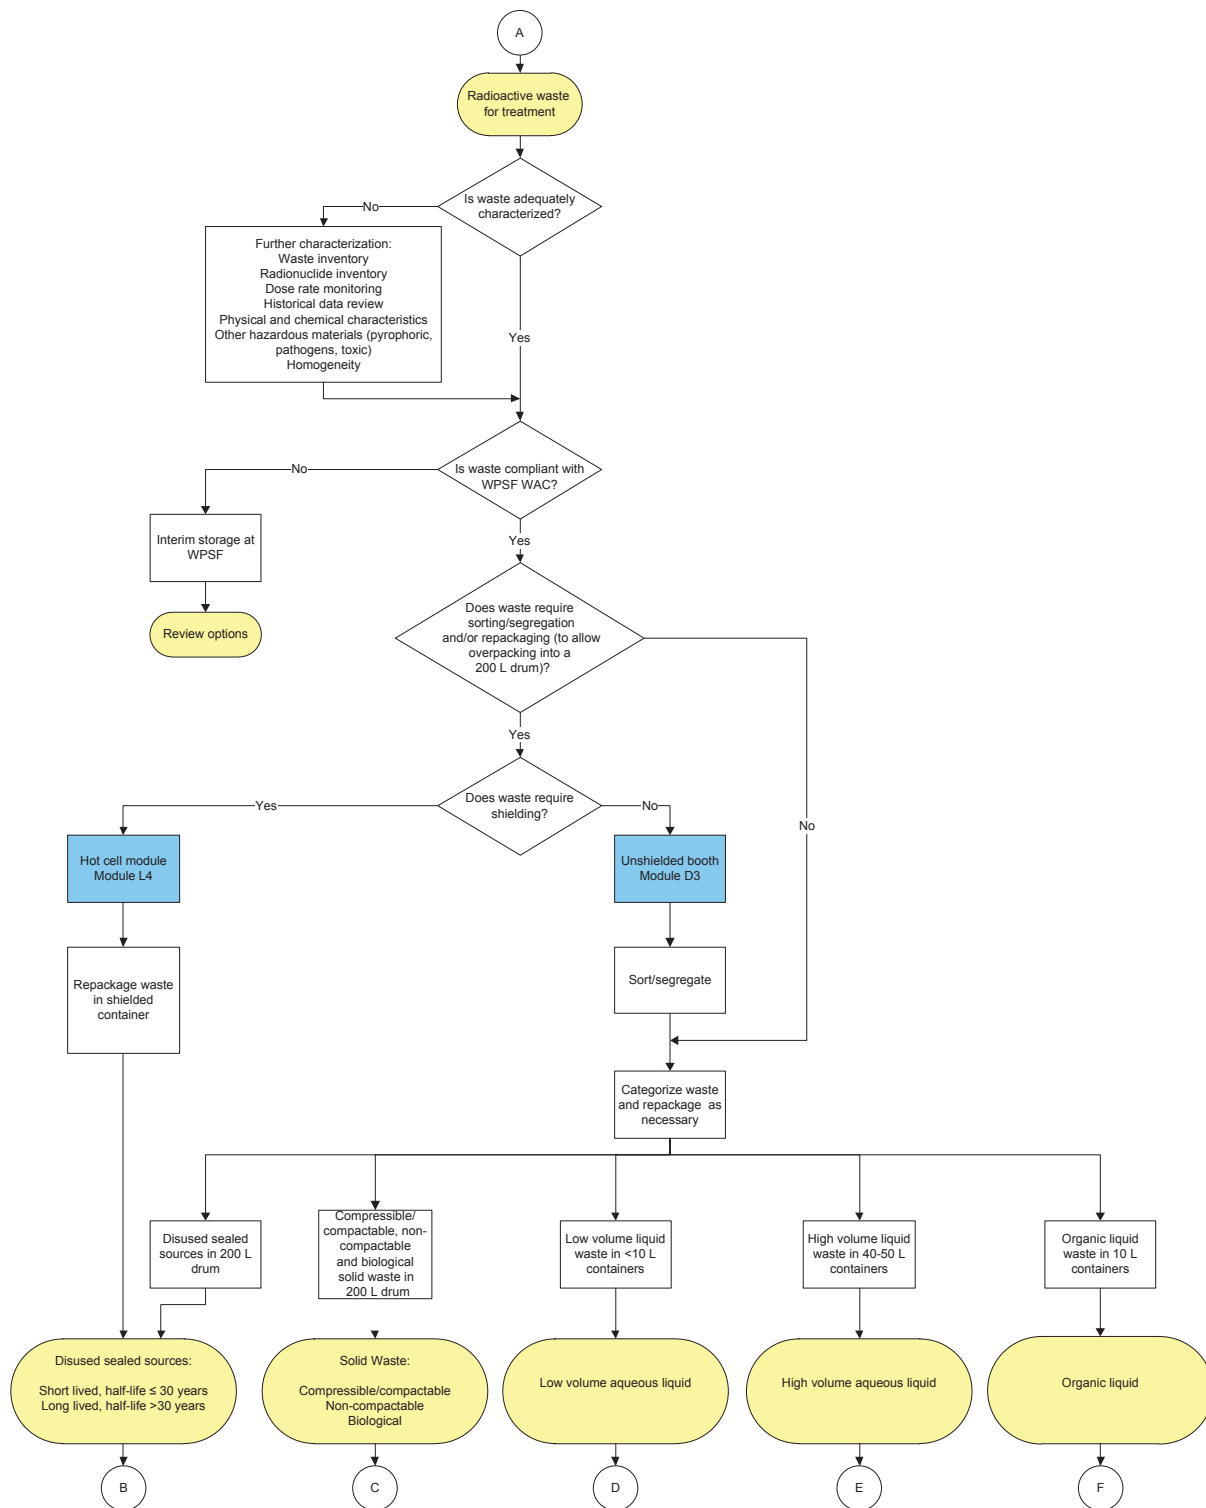 A
Radioactive waste
for treatment
Is waste adequately
characterized?
No
Further characterization:
Waste inventory
Radionuclide inventory
Dose rate monitoring
Historical data review
Physical and chemical characteristics
Other hazardous materials (pyrophoric,
pathogens, toxic)
Homogeneity
Yes
Is waste compliant with
WPSF WAC?
No
Interim storage at
WPSF
Review options
Yes
Does waste require
sorting/segregation
and/or repackaging (to allow
overpacking into a
200 L drum)?
Yes
No
Does waste require
shielding?
Yes
No
Hot cell module
Module L4
Unshielded booth
Module D3
Repackage waste
in shielded
container
Sort/segregate
Categorize waste
and repackage as
necessary
Disused sealed
sources in 200 L
drum
Compressible/
compactable, non-
compactable
and biological
solid waste in
200 L drum
Low volume liquid
waste in <10 L
containers
High volume liquid
waste in 40-50 L
containers
Organic liquid
waste in 10 L
containers
Disused sealed sources:
Short lived, half-life ≤ 30 years
Long lived, half-life >30 years
Solid Waste:
Compressible/compactable
Non-compactable
Biological
Low volume aqueous liquid
High volume aqueous liquid
Organic liquid
B
C
D
E
F